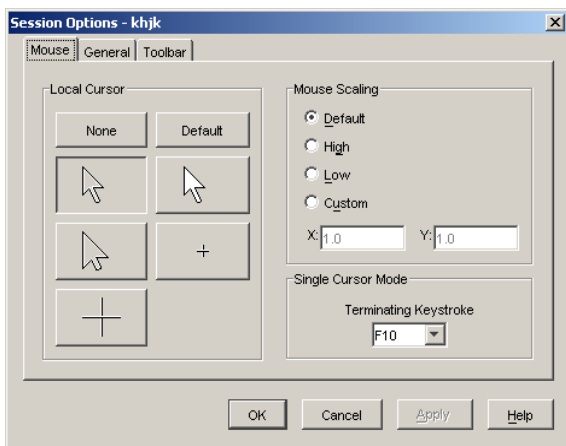 Session Options - khjk
Mouse General Toolbar
Local Cursor
None Default
Mouse Scaling
Default
High
Low
Custom
X: 1.0 Y: 1.0
Single Cursor Mode
Terminating Keystroke
F10
OK Cancel Apply Help